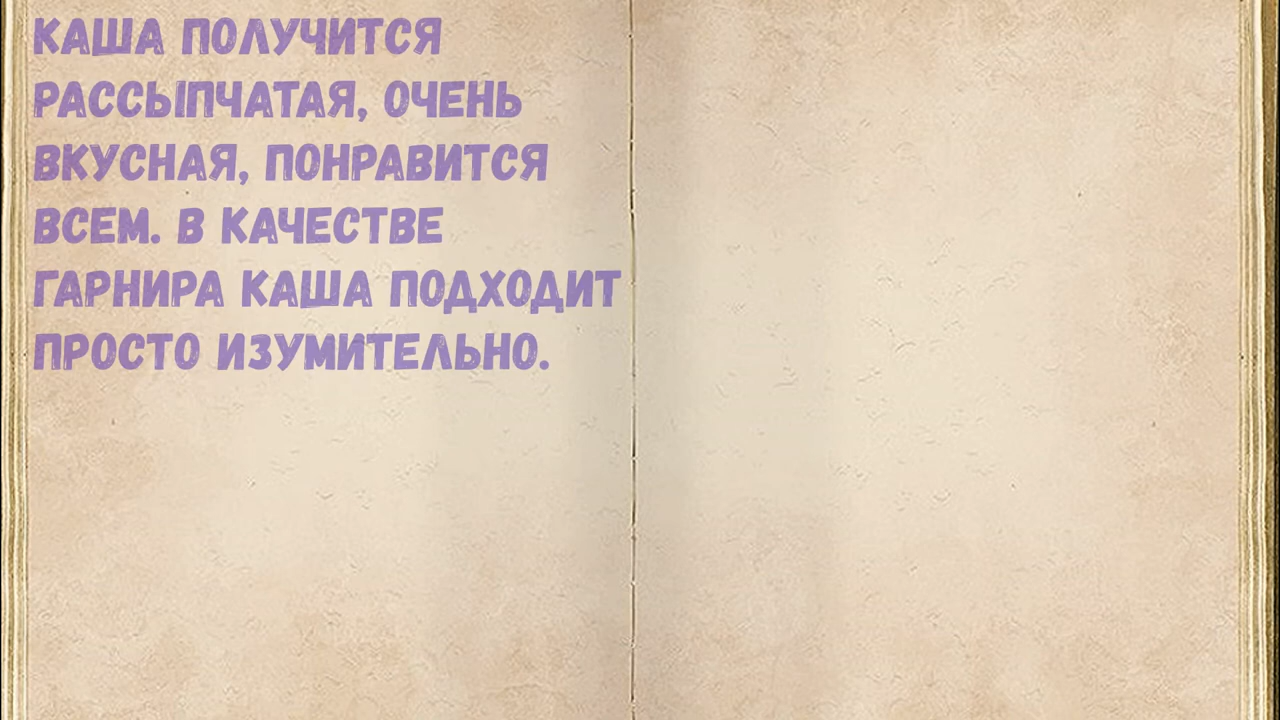 КАША ПОЛУЧИТСЯ
РАССЫПЧАТАЯ, ОЧЕНЬ
ВКУСНАЯ, ПОНРАВИТСЯ
ВСЕМ. В КАЧЕСТВЕ
ГАРНИРА КАША ПОДХОДИТ
ПРОСТО ИЗУМИТЕЛЬНО.